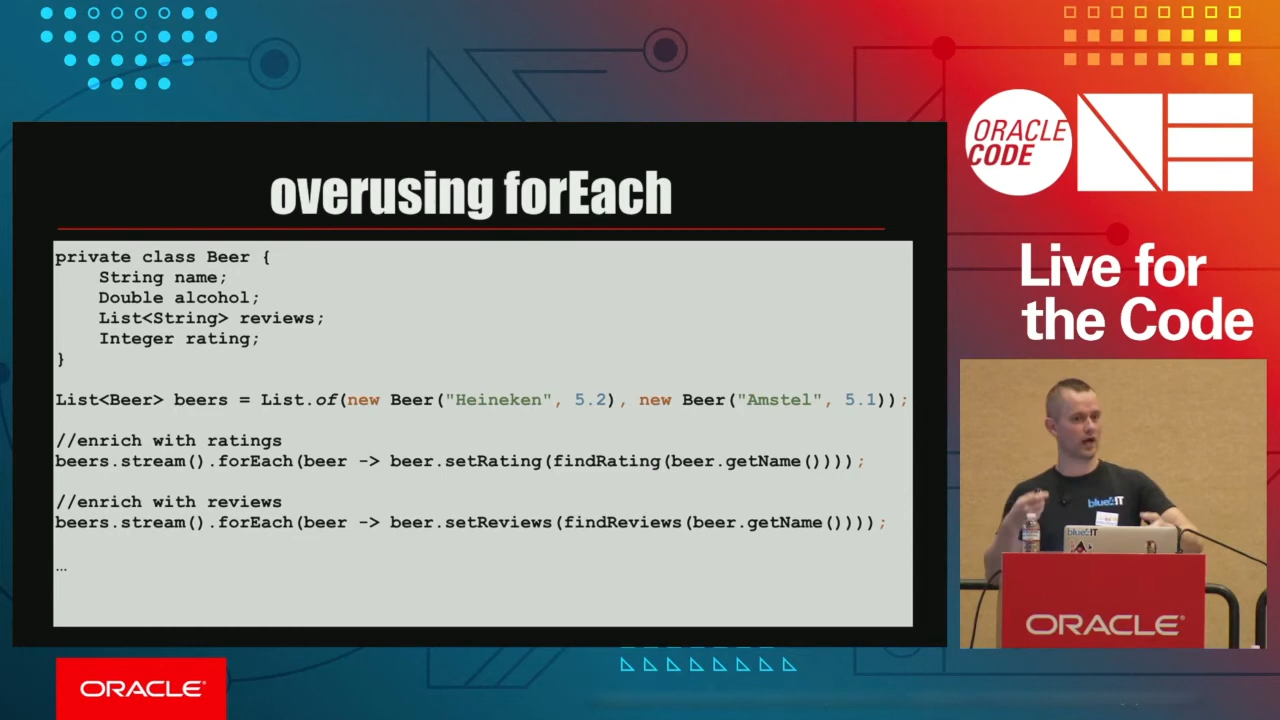 overusing forEach
private class Beer {
    String name;
    Double alcohol;
    List<String> reviews;
    Integer rating;
}
List<Beer> beers = List.of(new Beer("Heineken", 5.2), new Beer("Amstel", 5.1));
//enrich with ratings
beers.stream().forEach(beer -> beer.setRating(findRating(beer.getName())));
//enrich with reviews
beers.stream().forEach(beer -> beer.setReviews(findReviews(beer.getName())));
…
ORACLE
CODE
ONE
Live for
the Code
blue4IT
blue4IT
ORACLE
ORACLE